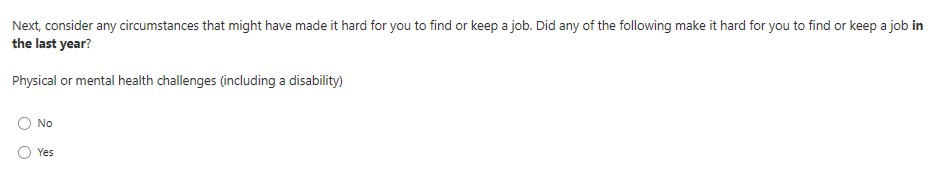 Next, consider any circumstances that might have made it hard for you to find or keep a job. Did any of the following make it hard for you to find or keep a job in
the last year?
Physical or mental health challenges (including a disability)
No
Yes